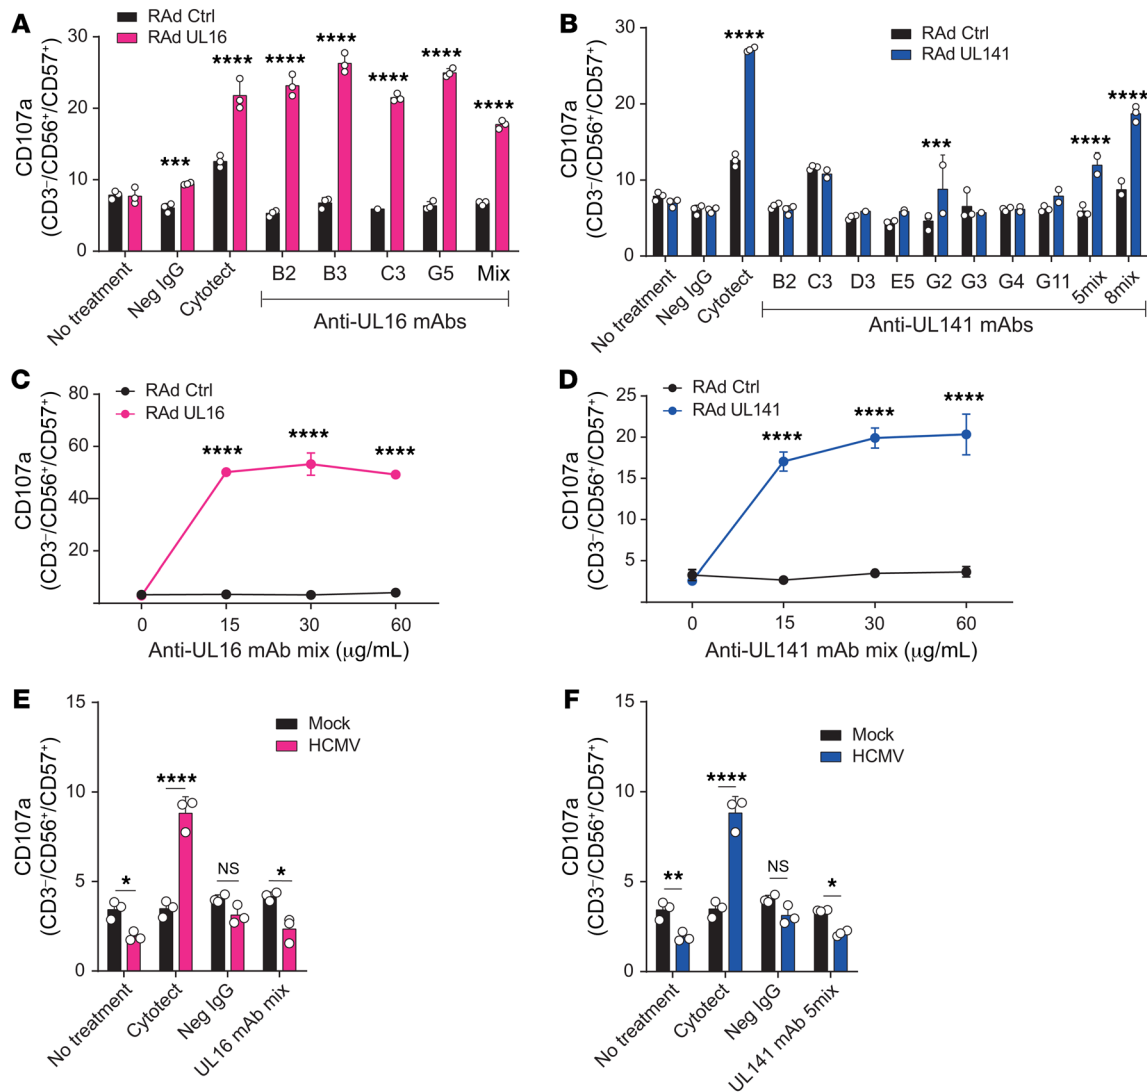 A
RAd Ctrl
RAd UL16
CD107a
(CD3⁻/CD56⁺/CD57⁺)
30
20
10
0
****
***
****
****
****
****
****
No treatment
Neg IgG
Cytotect
B2
B3
C3
G5
Mix
Anti-UL16 mAbs
B
RAd Ctrl
RAd UL141
CD107a
(CD3⁻/CD56⁺/CD57⁺)
30
20
10
0
****
***
****
****
No treatment
Neg IgG
Cytotect
B2
C3
D3
E5
G2
G3
G4
G11
5mix
8mix
Anti-UL141 mAbs
C
RAd Ctrl
RAd UL16
CD107a
(CD3⁻/CD56⁺/CD57⁺)
80
60
40
20
****
****
****
0
15
30
60
Anti-UL16 mAb mix (μg/mL)
D
RAd Ctrl
RAd UL141
CD107a
(CD3⁻/CD56⁺/CD57⁺)
25
20
15
10
5
****
****
****
0
15
30
60
Anti-UL141 mAb mix (μg/mL)
E
Mock
HCMV
CD107a
(CD3⁻/CD56⁺/CD57⁺)
15
10
5
0
*
****
NS
*
No treatment
Cytotect
Neg IgG
UL16 mAb mix
F
Mock
HCMV
CD107a
(CD3⁻/CD56⁺/CD57⁺)
15
10
5
0
**
****
NS
*
No treatment
Cytotect
Neg IgG
UL141 mAb 5mix